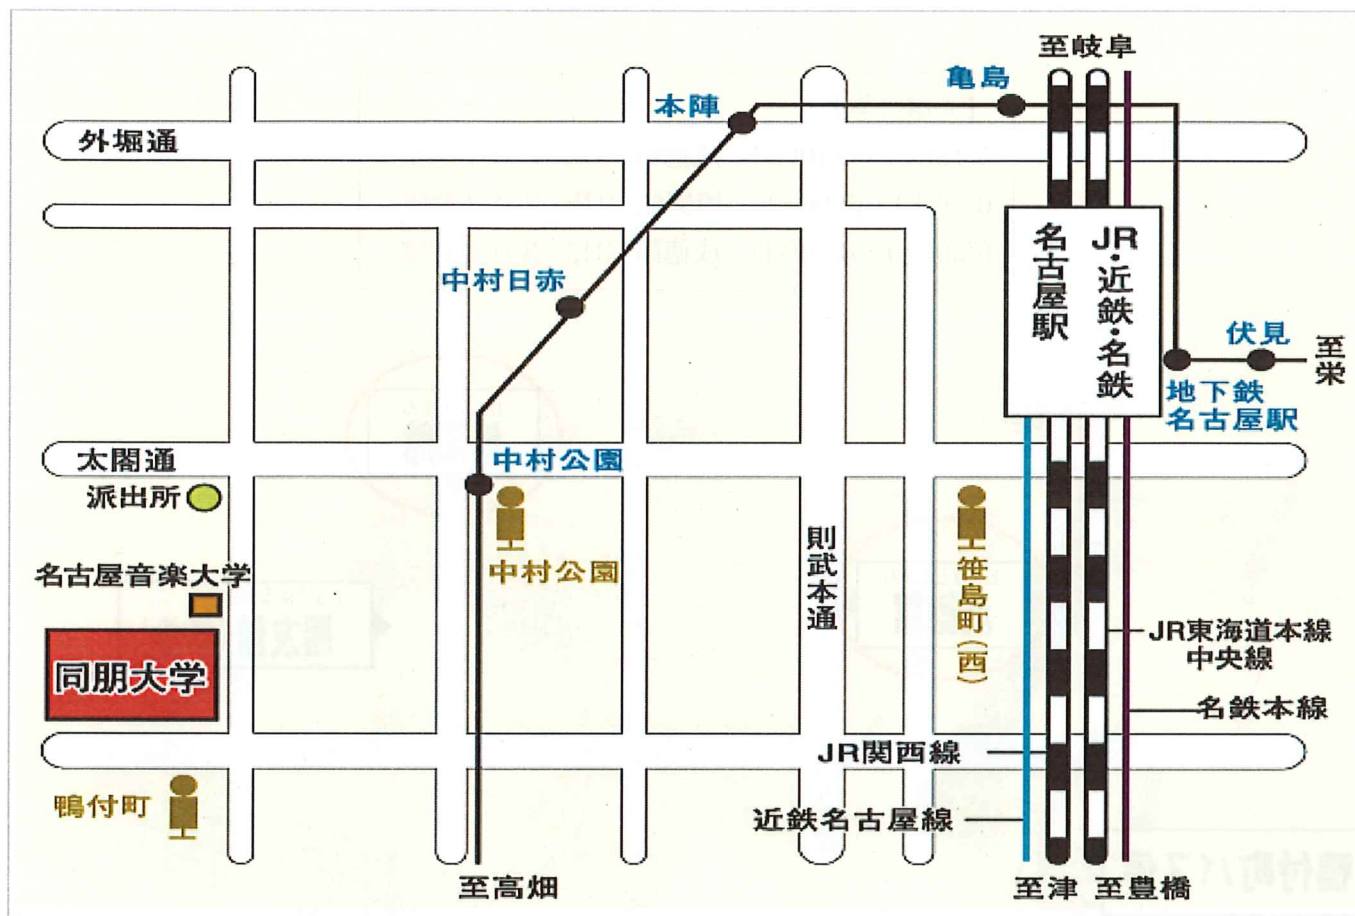 至岐阜
亀島
本陣
外堀通
JR・近鉄・名鉄
名古屋駅
中村日赤
伏見
至栄
地下鉄
名古屋駅
中村公園
太閤通
派出所
則武本通
中村公園
笹島町(西)
名古屋音楽大学
同朋大学
JR東海道本線
中央線
名鉄本線
JR関西線
鴨付町
近鉄名古屋線
至高畑
至津
至豊橋